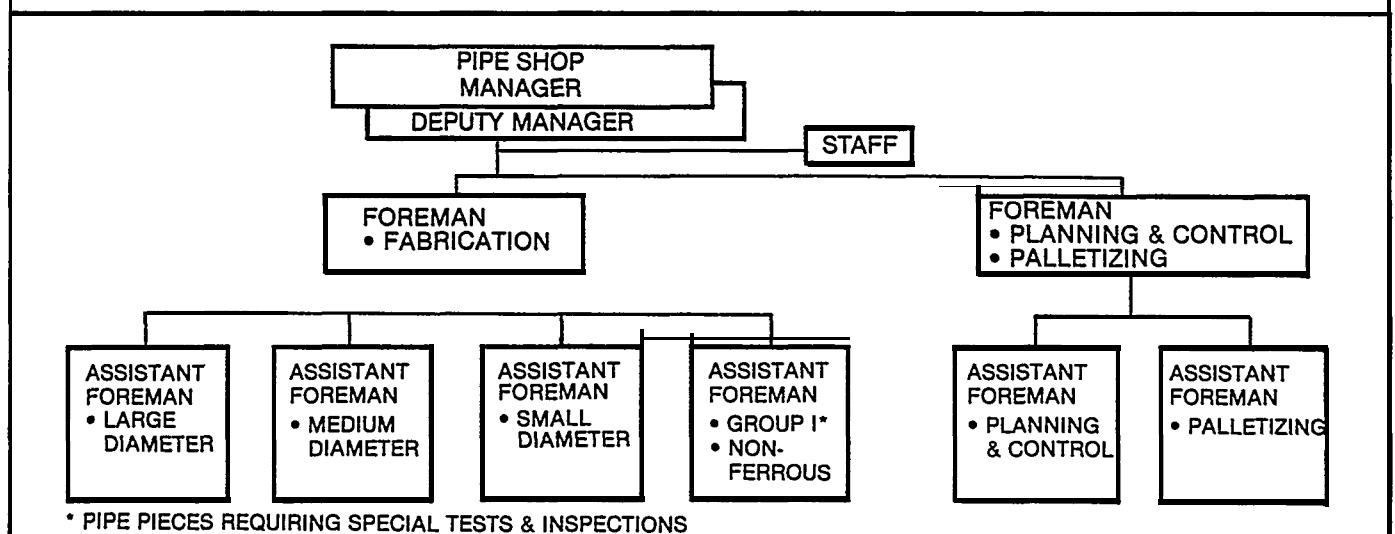 PIPE SHOP
MANAGER
DEPUTY MANAGER
STAFF
FOREMAN
• FABRICATION
FOREMAN
• PLANNING & CONTROL
• PALLETIZING
ASSISTANT
FOREMAN
• LARGE
DIAMETER
ASSISTANT
FOREMAN
• MEDIUM
DIAMETER
ASSISTANT
FOREMAN
• SMALL
DIAMETER
ASSISTANT
FOREMAN
• GROUP I*
• NON-
FERROUS
ASSISTANT
FOREMAN
• PLANNING
& CONTROL
ASSISTANT
FOREMAN
• PALLETIZING
* PIPE PIECES REQUIRING SPECIAL TESTS & INSPECTIONS